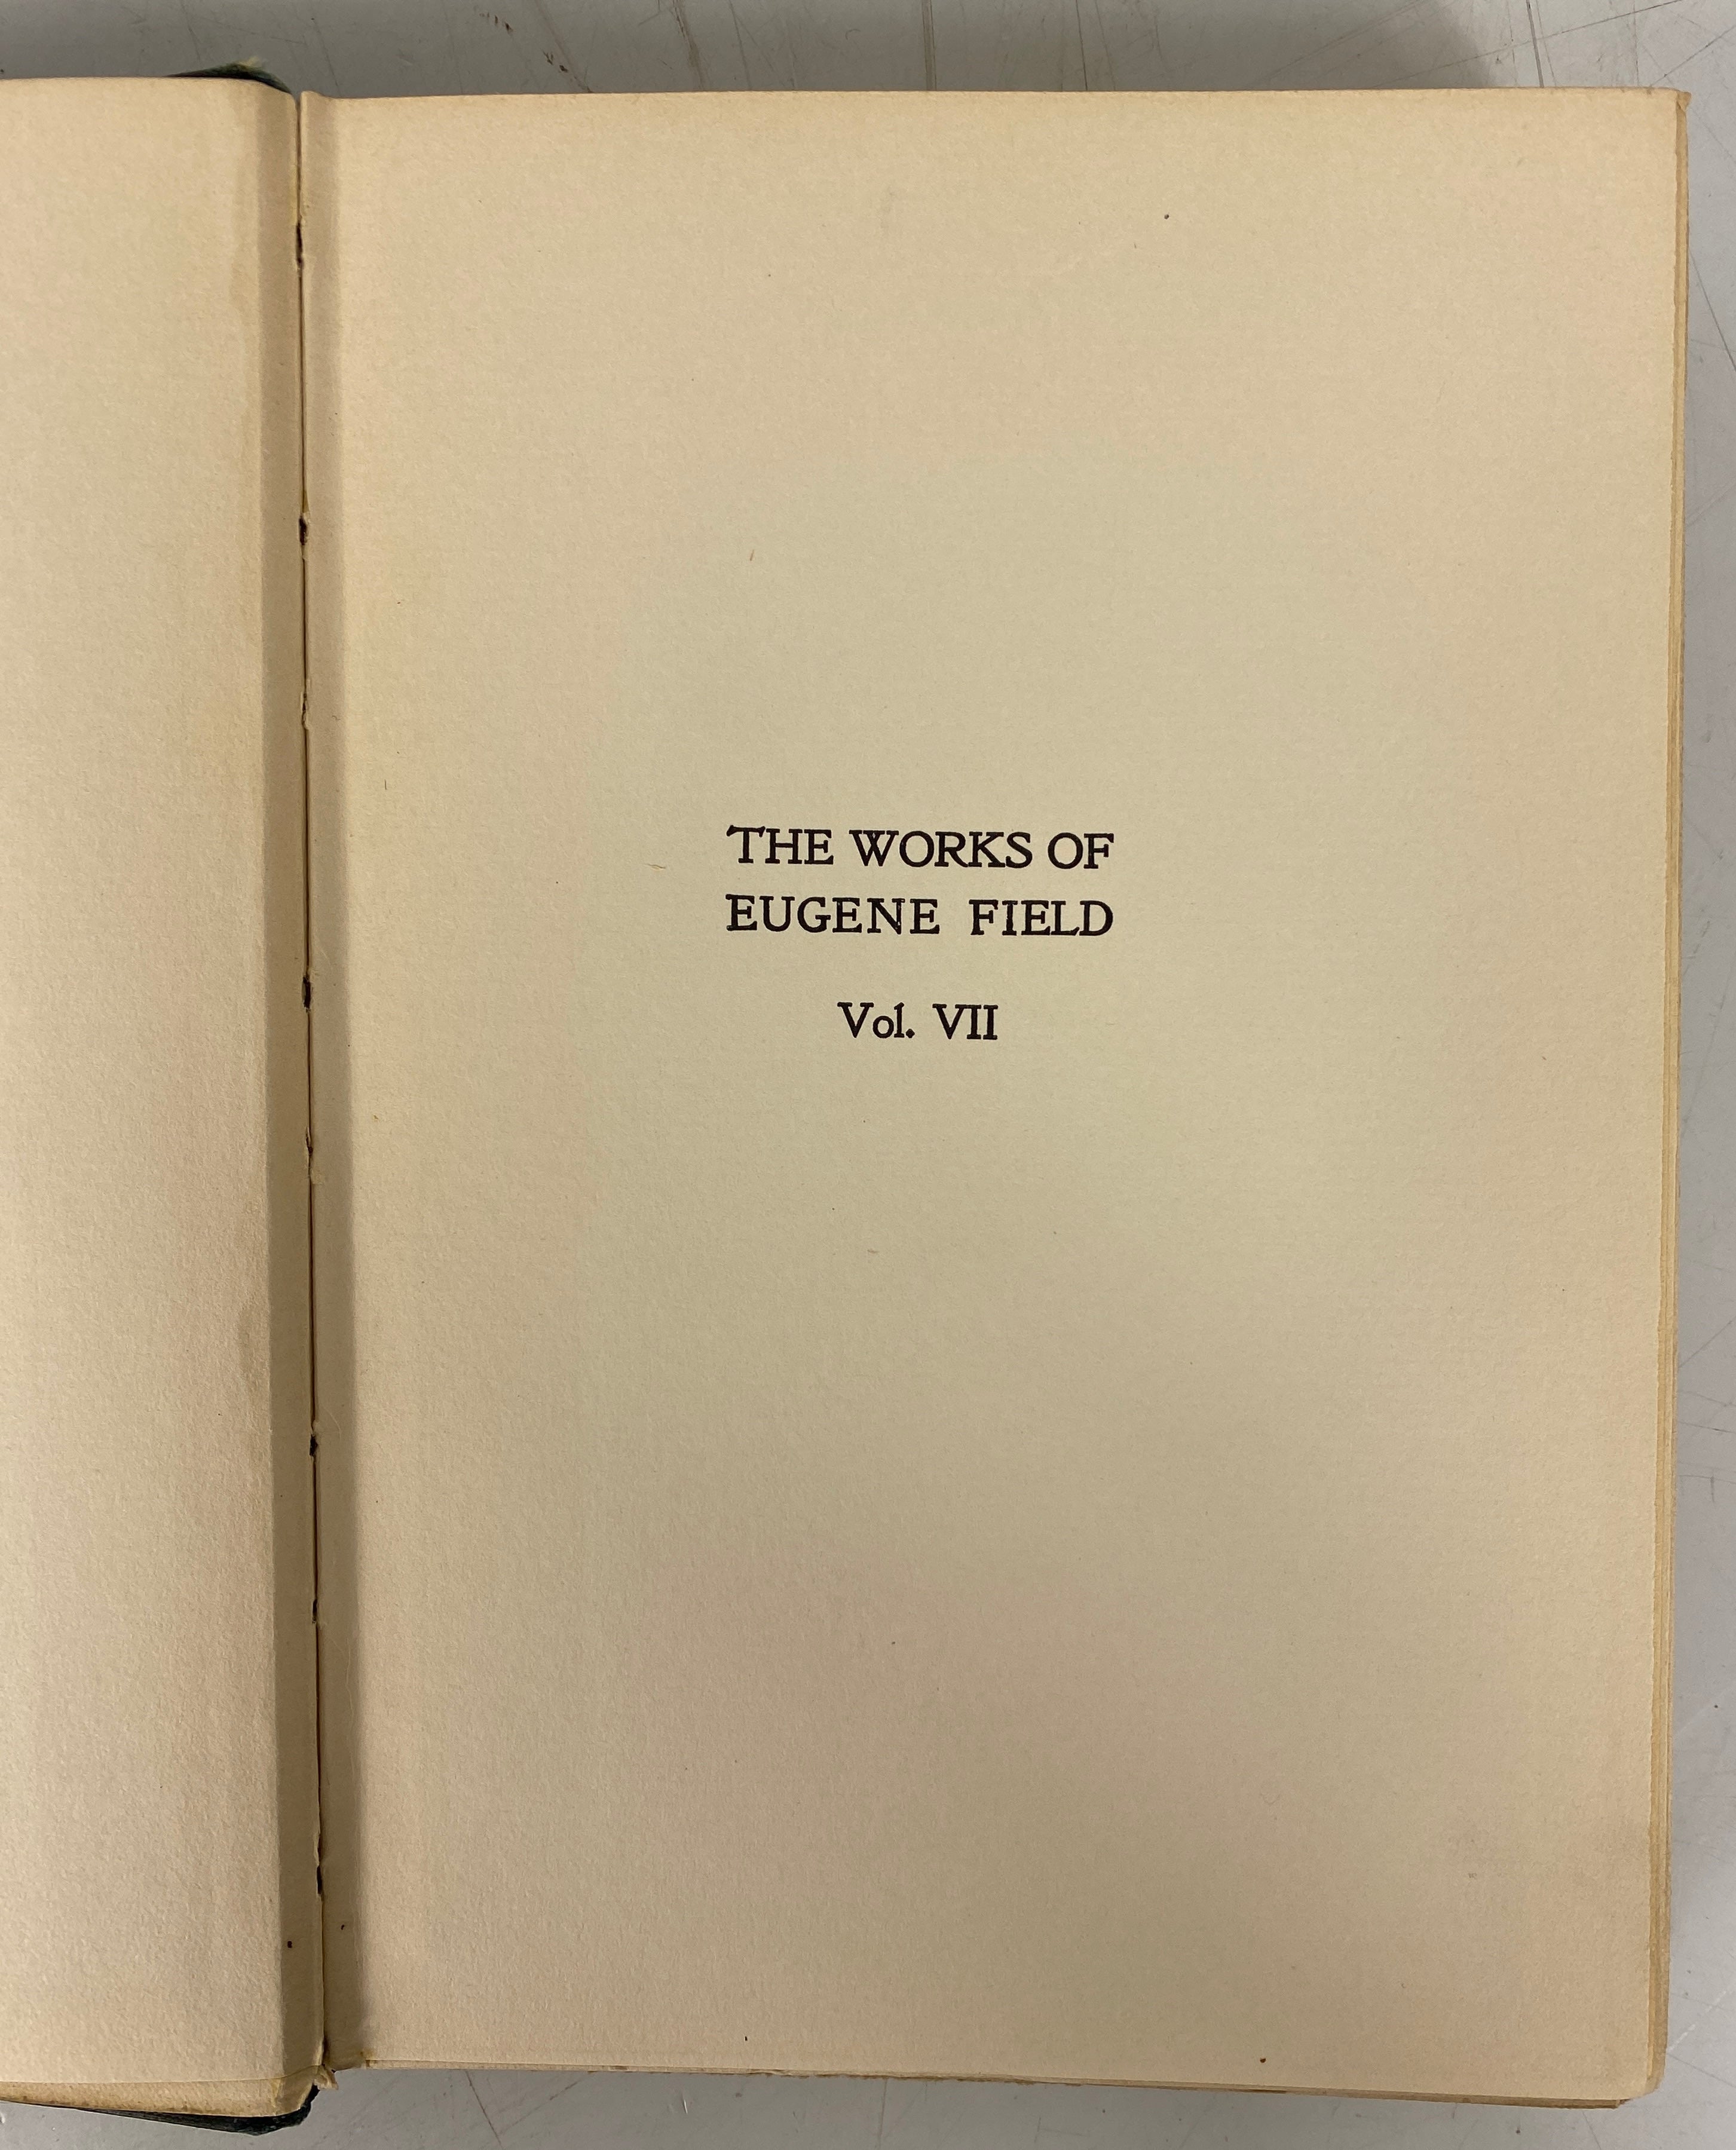 THE WORKS OF
EUGENE FIELD
Vol. VII